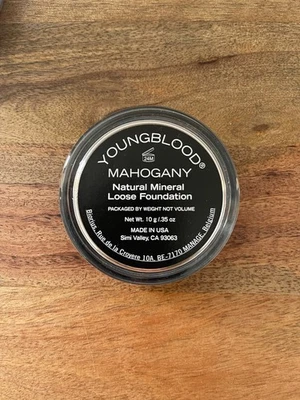 YOUNGBLOOD®
24M
MAHOGANY
Natural Mineral
Loose Foundation
PACKAGED BY WEIGHT NOT VOLUME
Net Wt. 10 g /.35 oz
MADE IN USA
Simi Valley, CA 93063
Biorius, Rue de la Croyere 10A, BE-7170 MANAGE, Belgium